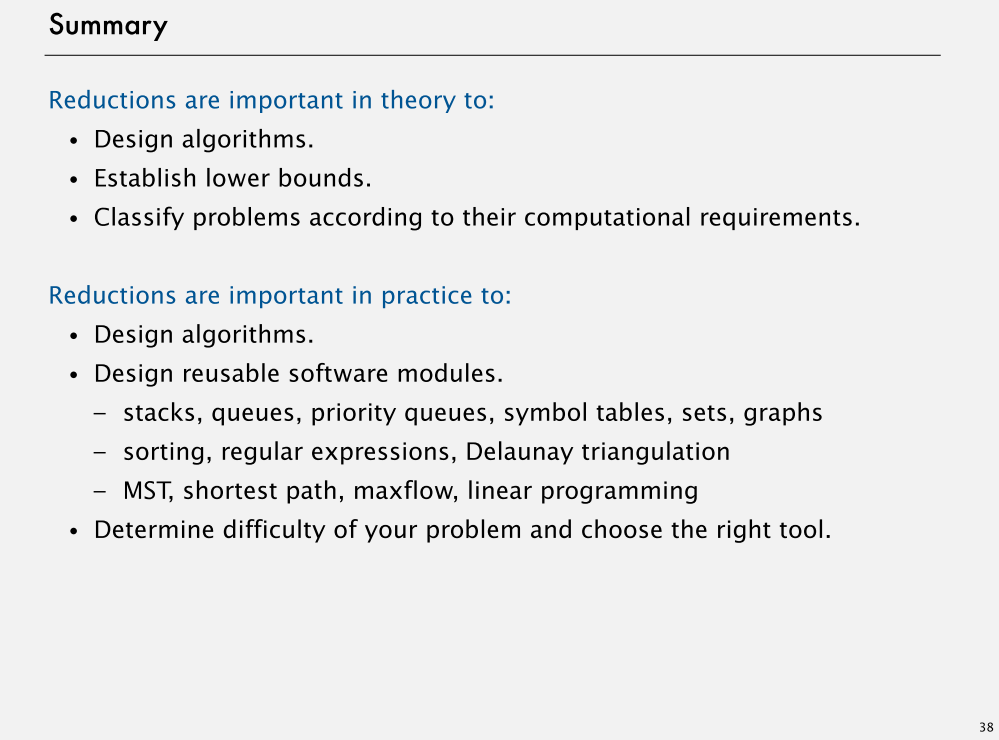 Summary
Reductions are important in theory to:
• Design algorithms.
• Establish lower bounds.
• Classify problems according to their computational requirements.
Reductions are important in practice to:
• Design algorithms.
• Design reusable software modules.
– stacks, queues, priority queues, symbol tables, sets, graphs
– sorting, regular expressions, Delaunay triangulation
– MST, shortest path, maxflow, linear programming
• Determine difficulty of your problem and choose the right tool.
38